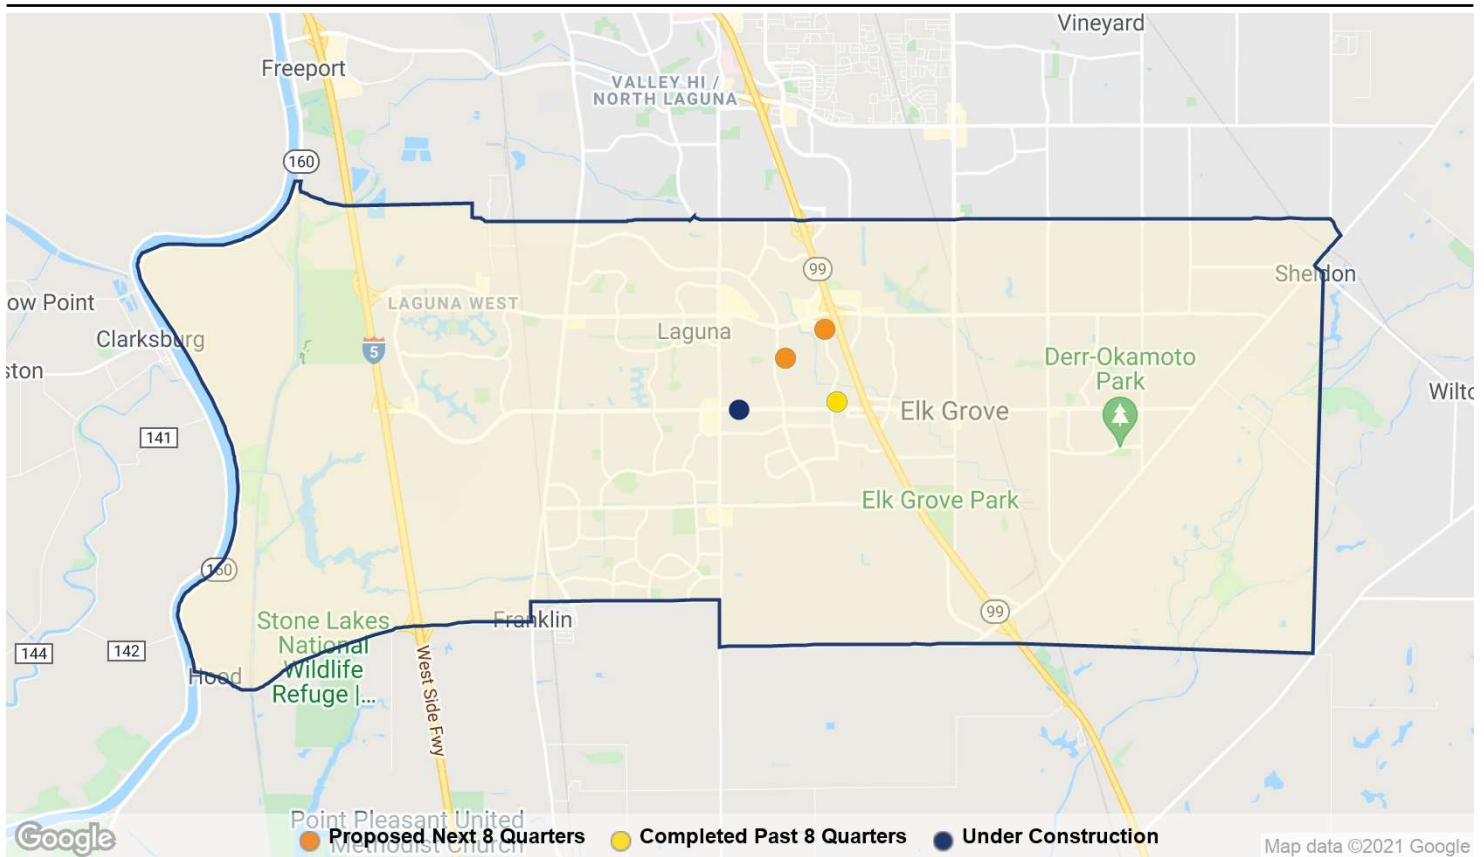 Vineyard
Freeport
VALLEY HI /
NORTH LAGUNA
160
99
Sheldon
LAGUNA WEST
ow Point
Laguna
Clarksburg
5
Derr-Okamoto
Park
ston
Wilto
Elk Grove
141
Elk Grove Park
160
99
Stone Lakes
National
Wildlife
Refuge |...
Franklin
144
142
Hood
West Side Fwy
Point Pleasant United
Methodist Church
Google
Proposed Next 8 Quarters
Completed Past 8 Quarters
Under Construction
Map data ©2021 Google